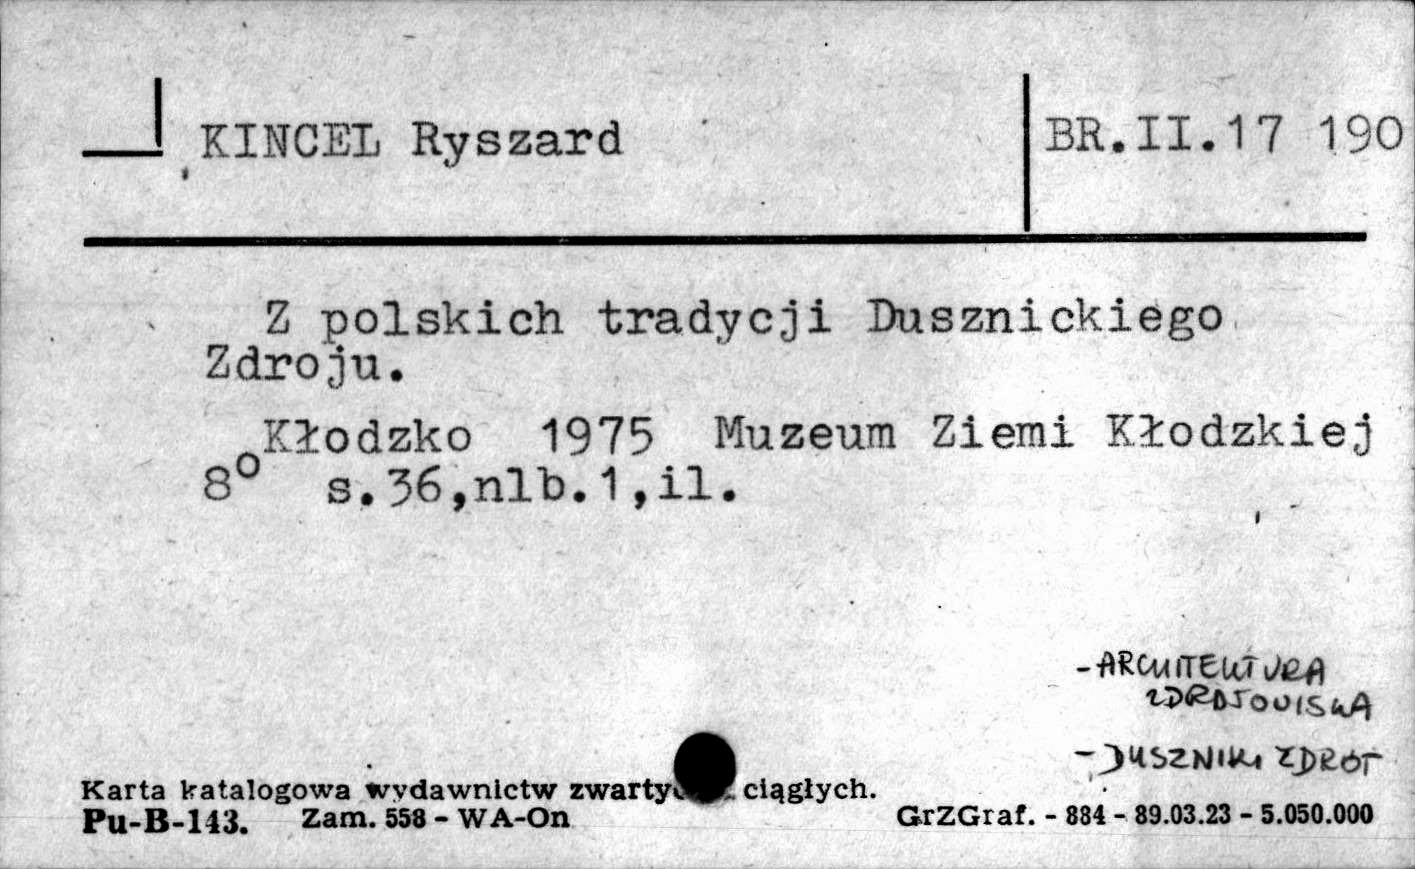 KINCEL Ryszard
BR.II.17 190
Z polskich tradycji Dusznickiego
Zdroju.
Kłodzko 1975 Muzeum Ziemi Kłodzkiej
8° s.36,nlb.1,il.
- ARCHITEKTURA
ZDROJOWISKA
- DUSZNIKI ZDRÓJ
Karta katalogowa wydawnictw zwarty ciągłych.
Pu-B-143. Zam. 558 - WA-On
GrZGraf. - 884 - 89.03.23 - 5.050.000